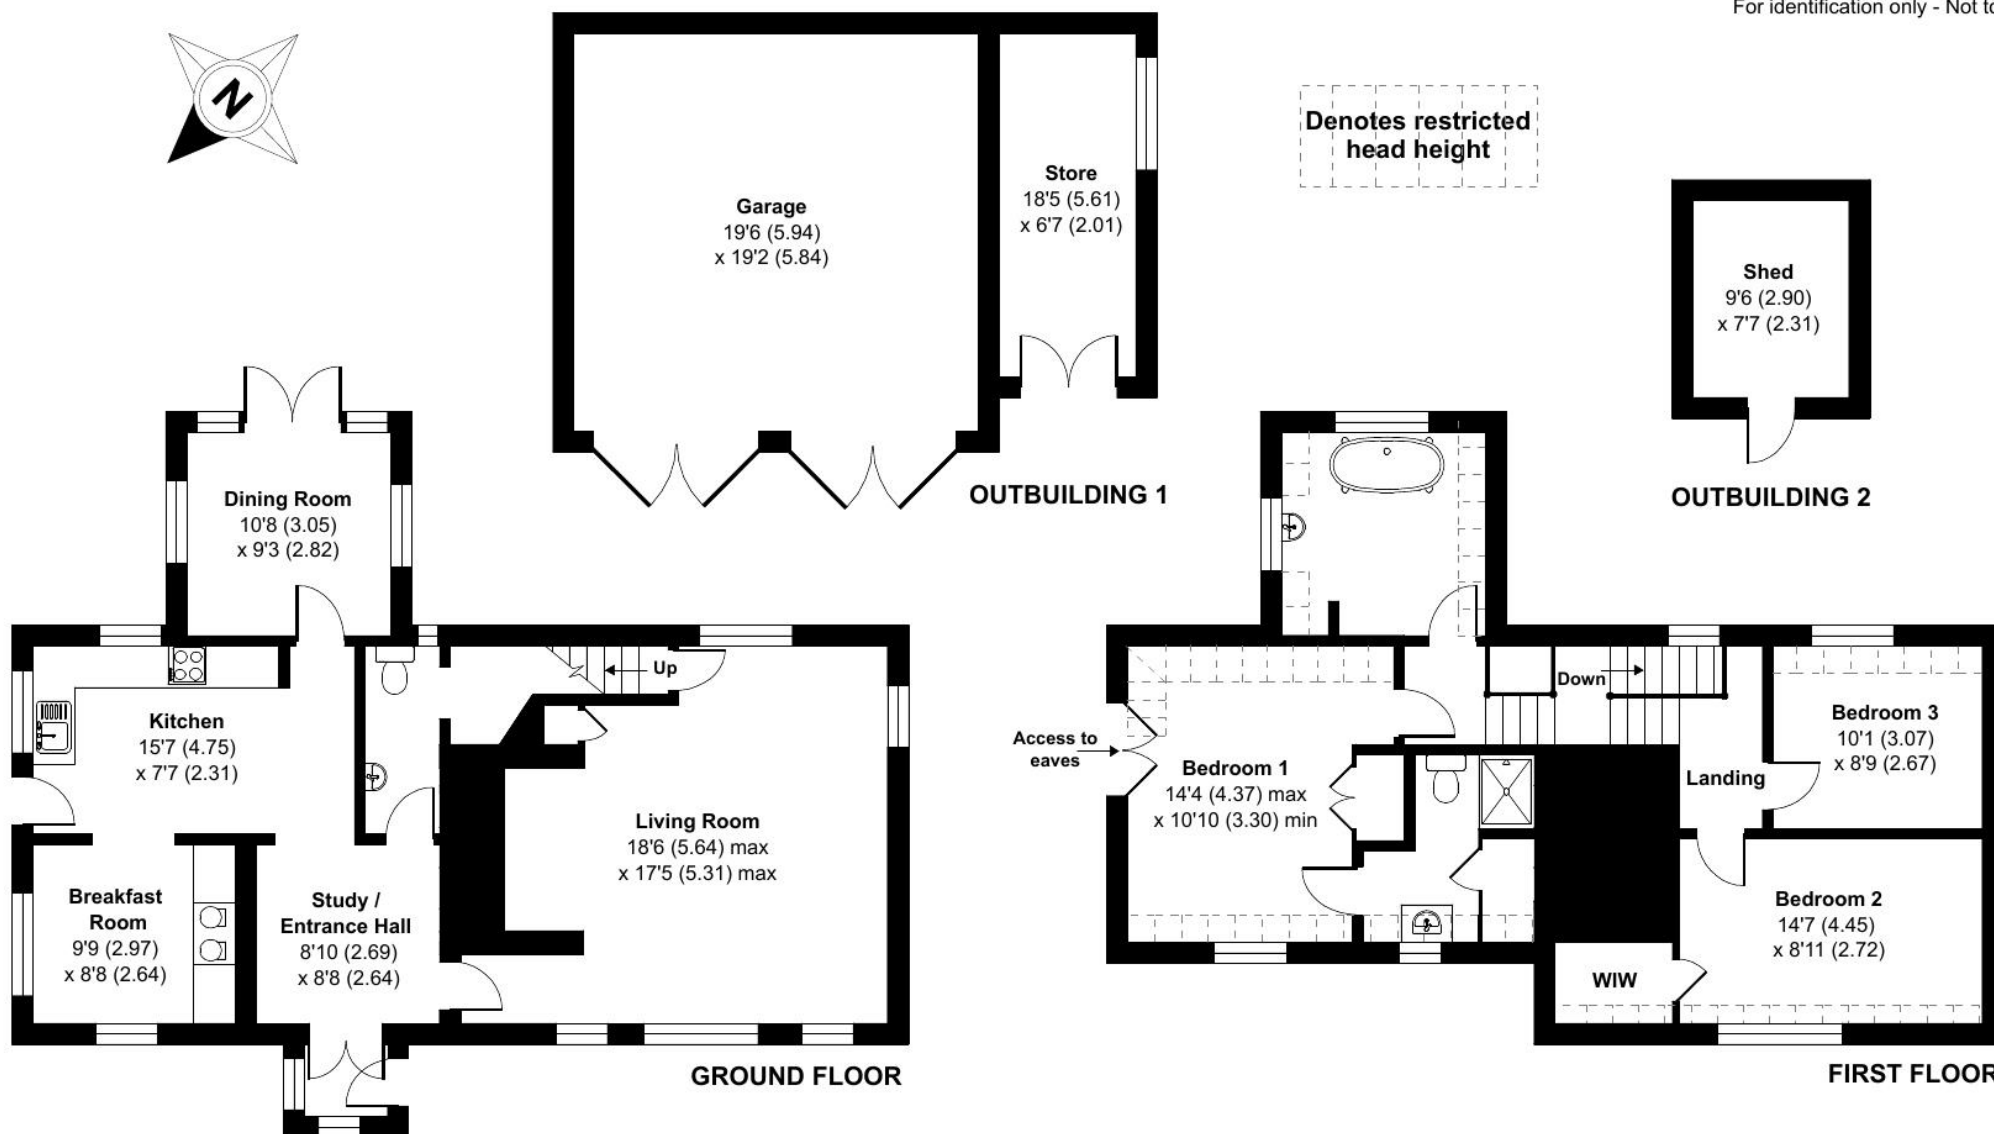 For identification only - Not to
N
Garage
19'6 (5.94)
x 19'2 (5.84)
Store
18'5 (5.61)
x 6'7 (2.01)
Denotes restricted
head height
Shed
9'6 (2.90)
x 7'7 (2.31)
OUTBUILDING 1
OUTBUILDING 2
Dining Room
10'8 (3.05)
x 9'3 (2.82)
Kitchen
15'7 (4.75)
x 7'7 (2.31)
Up
Living Room
18'6 (5.64) max
x 17'5 (5.31) max
Breakfast
Room
9'9 (2.97)
x 8'8 (2.64)
Study /
Entrance Hall
8'10 (2.69)
x 8'8 (2.64)
GROUND FLOOR
Access to
eaves
Bedroom 1
14'4 (4.37) max
x 10'10 (3.30) min
Down
Landing
Bedroom 3
10'1 (3.07)
x 8'9 (2.67)
Bedroom 2
14'7 (4.45)
x 8'11 (2.72)
WIW
FIRST FLOOR